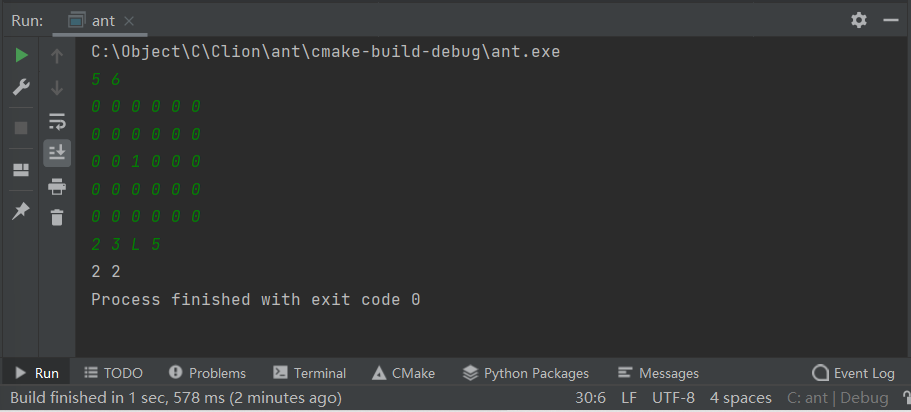 Run: ant
C:\Object\C\Clion\ant\cmake-build-debug\ant.exe
5 6
0 0 0 0 0 0
0 0 0 0 0 0
0 0 1 0 0 0
0 0 0 0 0 0
0 0 0 0 0 0
2 3 L 5
2 2
Process finished with exit code 0
Run TODO Problems Terminal CMake Python Packages Messages Event Log
Build finished in 1 sec, 578 ms (2 minutes ago) 30:6 LF UTF-8 4 spaces C: ant | Debug